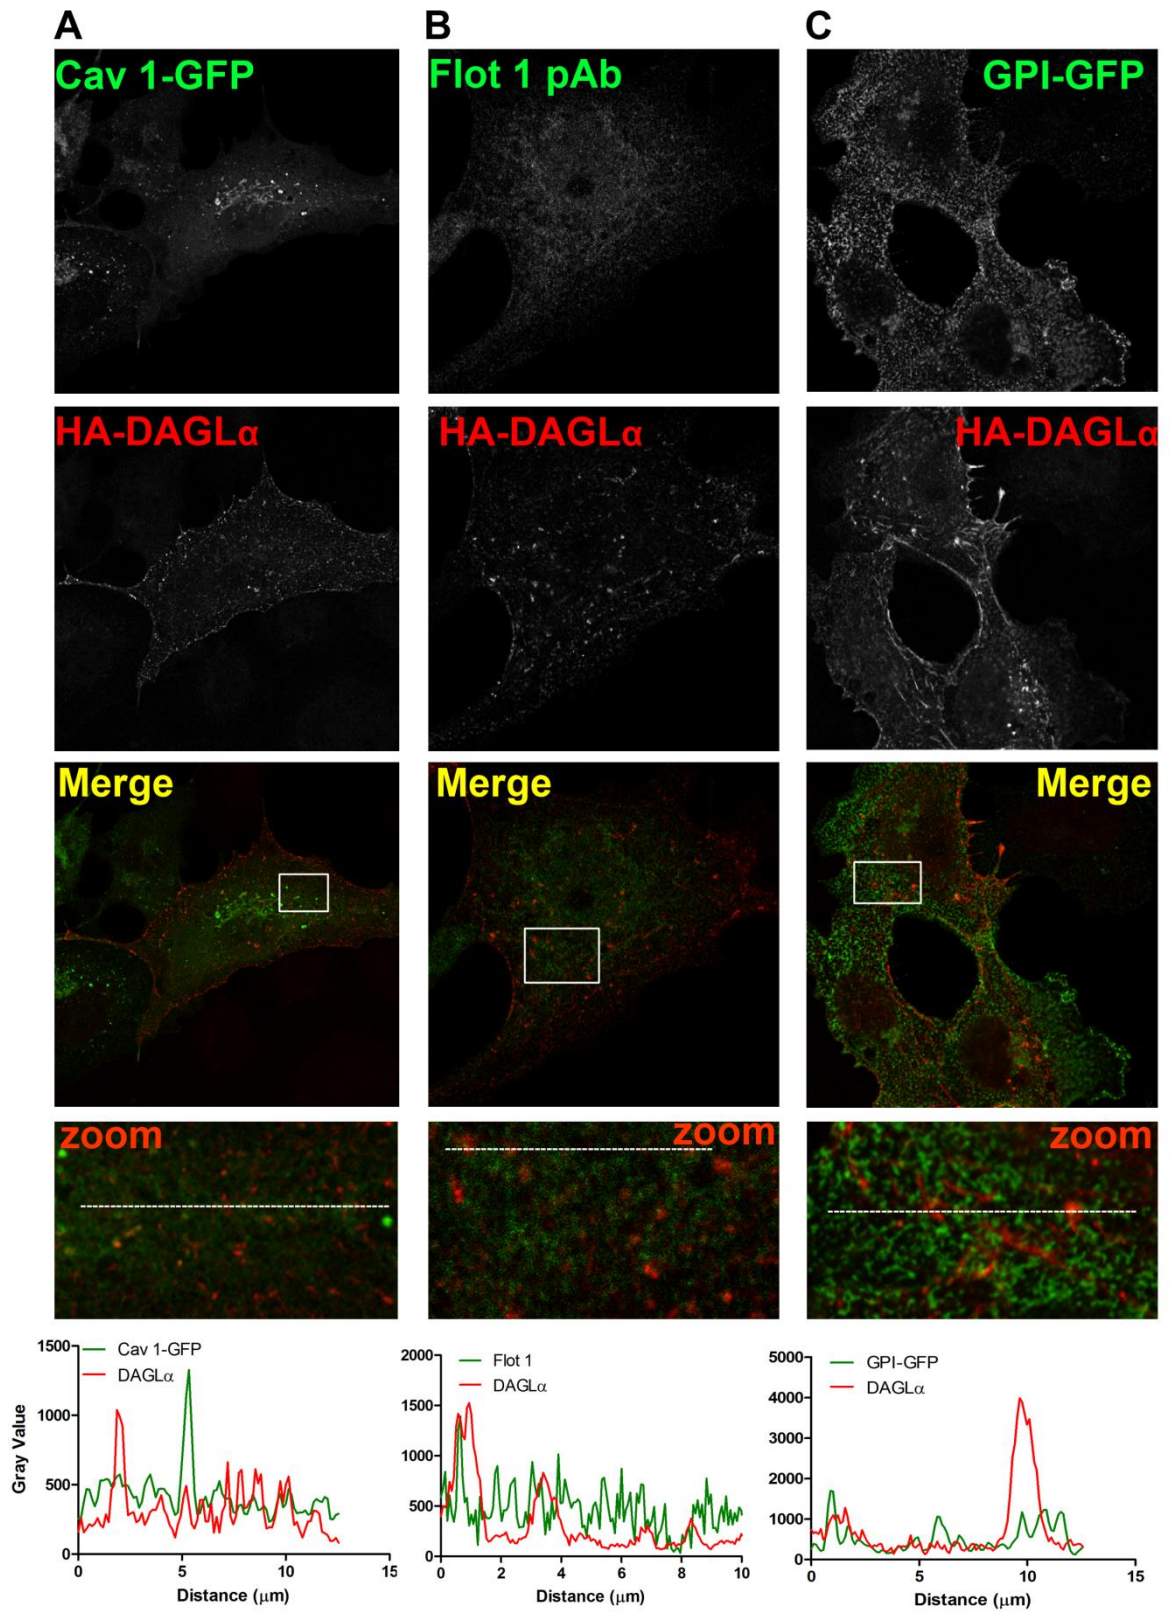 A B C
Cav 1-GFP Flot 1 pAb GPI-GFP
HA-DAGLα HA-DAGLα HA-DAGLα
Merge Merge Merge
zoom zoom zoom
Gray Value
1500
1000
500
0
Cav 1-GFP
DAGLα
0 5 10 15
Distance (μm)
2000
1500
1000
500
0
Flot 1
DAGLα
0 2 4 6 8 10
Distance (μm)
5000
4000
3000
2000
1000
0
GPI-GFP
DAGLα
0 5 10 15
Distance (μm)